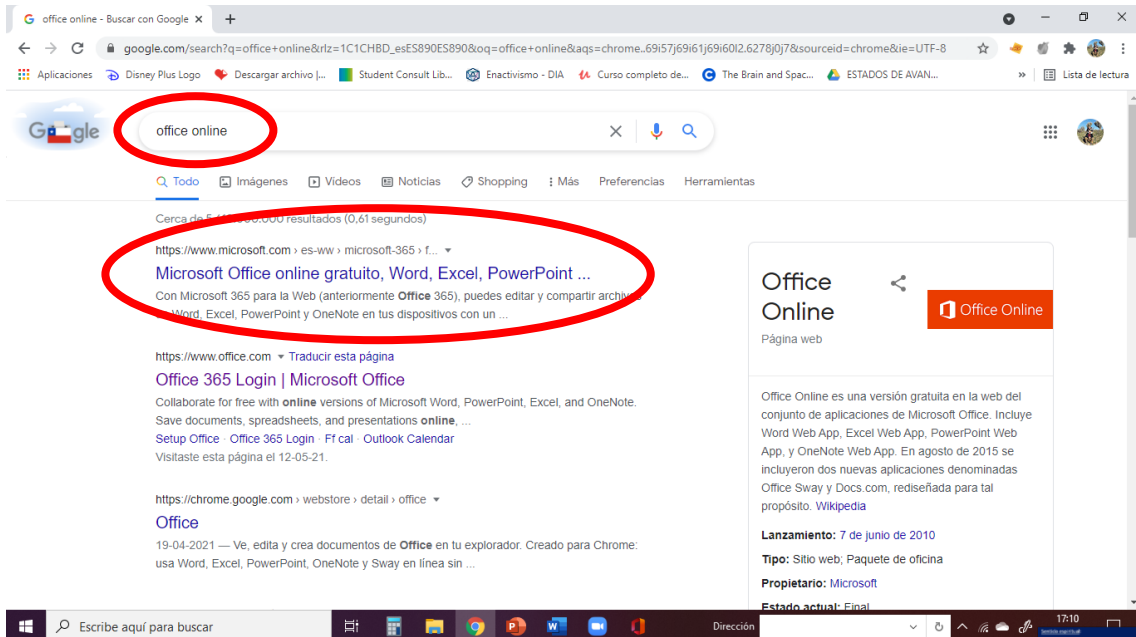 office online - Buscar con Google
google.com/search?q=office+online&rlz=1C1CHBD_esES890ES890&oq=office+online&aqs=chrome..69i57j69i61j69i60l2.6278j0j7&sourceid=chrome&ie=UTF-8
Aplicaciones Disney Plus Logo Descargar archivo |... Student Consult Lib... Enactivismo - DIA Curso completo de... The Brain and Spac... ESTADOS DE AVAN... » Lista de lectura
Google office online
Todo Imágenes Videos Noticias Shopping Más Preferencias Herramientas
Cerca de resultados (0,61 segundos)
https://www.microsoft.com › es-ww › microsoft-365 › f...
Microsoft Office online gratuito, Word, Excel, PowerPoint ...
Con Microsoft 365 para la Web (anteriormente Office 365), puedes editar y compartir archivos
de Word, Excel, PowerPoint y OneNote en tus dispositivos con un ...
https://www.office.com Traducir esta página
Office 365 Login | Microsoft Office
Collaborate for free with online versions of Microsoft Word, PowerPoint, Excel, and OneNote.
Save documents, spreadsheets, and presentations online, ...
Setup Office · Office 365 Login · Ff cal · Outlook Calendar
Visitaste esta página el 12-05-21.
https://chrome.google.com › webstore › detail › office
Office
19-04-2021 — Ve, edita y crea documentos de Office en tu explorador. Creado para Chrome:
usa Word, Excel, PowerPoint, OneNote y Sway en línea sin ...
Office
Online
Office Online
Página web
Office Online es una versión gratuita en la web del
conjunto de aplicaciones de Microsoft Office. Incluye
Word Web App, Excel Web App, PowerPoint Web
App, y OneNote Web App. En agosto de 2015 se
incluyeron dos nuevas aplicaciones denominadas
Office Sway y Docs.com, rediseñada para tal
propósito. Wikipedia
Lanzamiento: 7 de junio de 2010
Tipo: Sitio web; Paquete de oficina
Propietario: Microsoft
Estado actual: Final
Escribe aquí para buscar
Dirección
17:10